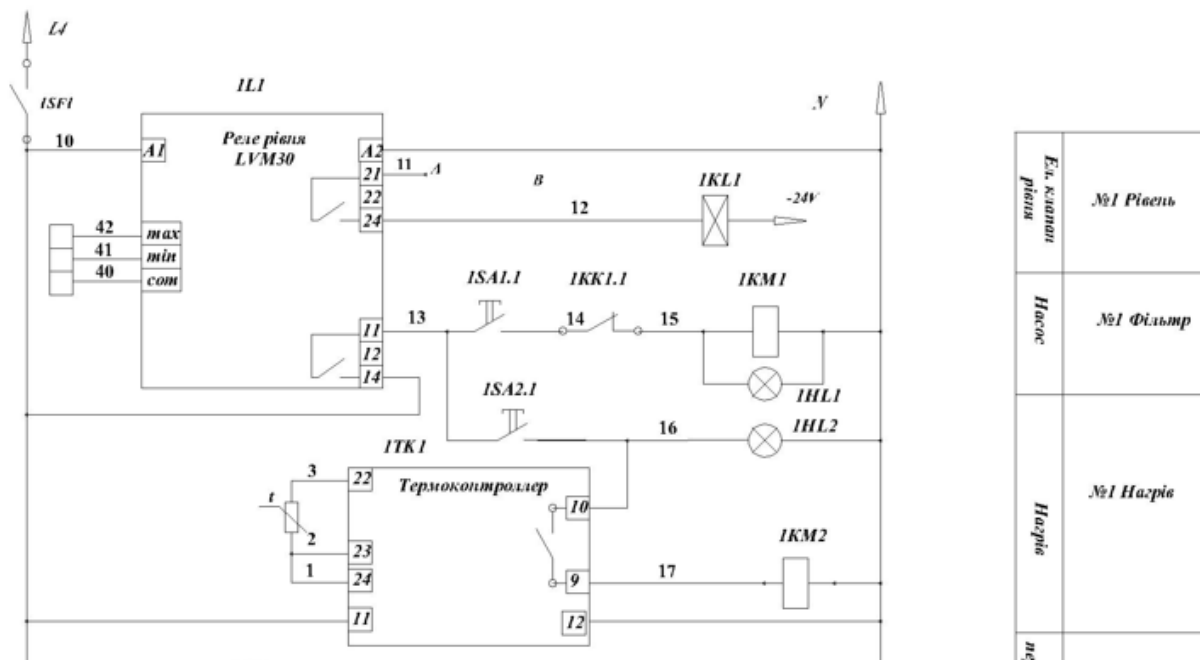 L4
1SF1
1L1
N
10
A1
Реле рівня
LVM30
A2
21
11
A
22
24
B
12
1KL1
-24V
42
max
41
min
40
com
Ел. клапан
рівня
№1 Рівень
11
12
14
13
1SA1.1
14
1KK1.1
15
1KM1
1HL1
Насос
№1 Фільтр
1SA2.1
16
1HL2
1TK1
Термоконтроллер
3
22
t
2
23
1
24
11
10
9
12
17
1KM2
Нагрів
№1 Нагрів